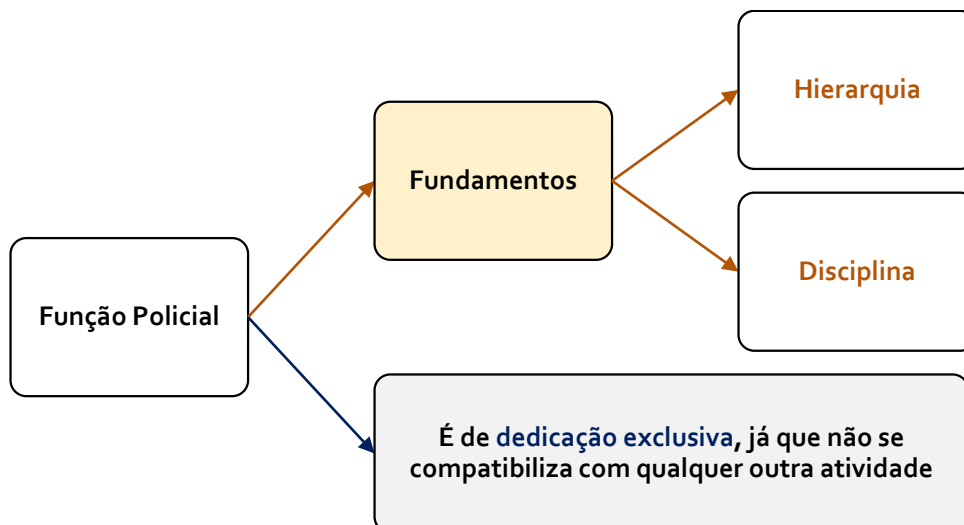 Função Policial
Fundamentos
Hierarquia
Disciplina
É de dedicação exclusiva, já que não se
compatibiliza com qualquer outra atividade